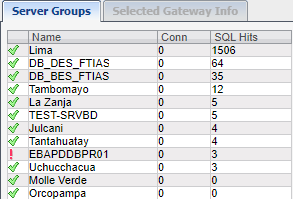 Server Groups Selected Gateway Info
Name Conn SQL Hits
Lima 0 1506
DB_DES_FTIAS 0 64
DB_BES_FTIAS 0 35
Tambomayo 0 12
La Zanja 0 5
TEST-SRVBD 0 5
Julcani 0 4
Tantahuatay 0 4
EBAPDDBPR01 0 3
Uchucchacua 0 3
Molle Verde 0 0
Orcopampa 0 0